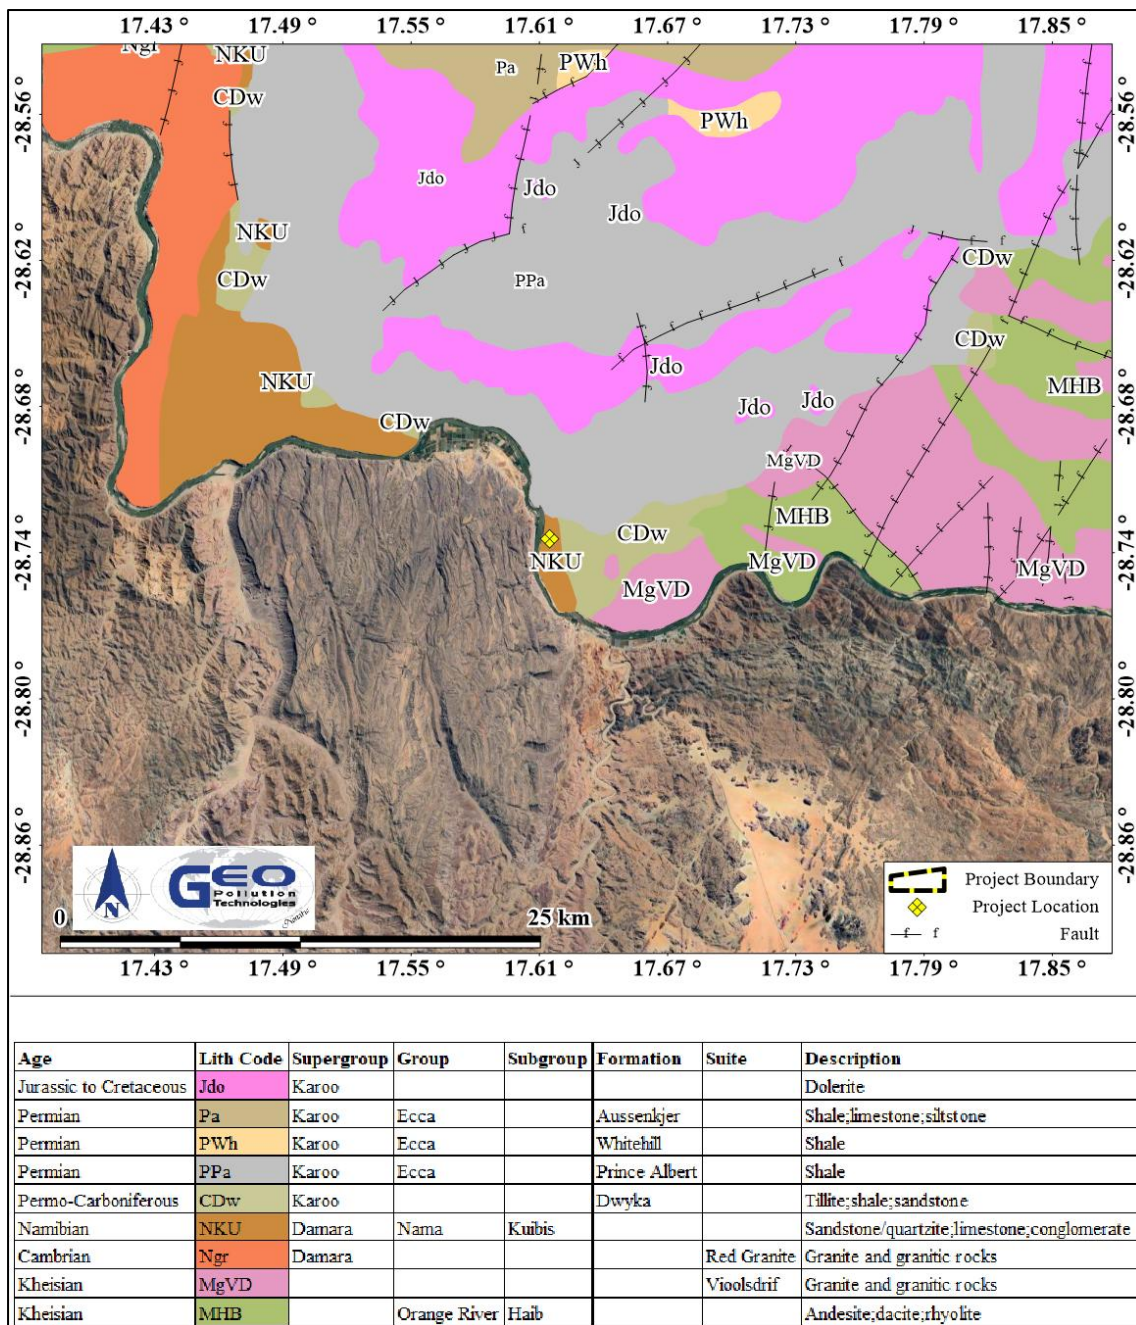 17.43 ° 17.49 ° 17.55 ° 17.61 ° 17.67 ° 17.73 ° 17.79 ° 17.85 °
Ngr NKU Pa PWh
CDw PWh
-28.56 ° -28.56 °
Jdo Jdo Jdo
NKU
-28.62 ° CDw PPa CDw -28.62 °
CDw
NKU Jdo MHB
-28.68 ° CDw Jdo Jdo -28.68 °
MgVD
MHB
CDw
-28.74 ° NKU MgVD MgVD -28.74 °
MgVD
-28.80 ° -28.80 °
-28.86 ° -28.86 °
N
GEO
Pollution
Technologies
Namibia
0 25 km
Project Boundary
Project Location
f f Fault
17.43 ° 17.49 ° 17.55 ° 17.61 ° 17.67 ° 17.73 ° 17.79 ° 17.85 °
Age Lith Code Supergroup Group Subgroup Formation Suite Description
Jurassic to Cretaceous Jdo Karoo Dolerite
Permian Pa Karoo Ecca Aussenkjer Shale;limestone;siltstone
Permian PWh Karoo Ecca Whitehill Shale
Permian PPa Karoo Ecca Prince Albert Shale
Permo-Carboniferous CDw Karoo Dwyka Tillite;shale;sandstone
Namibian NKU Damara Nama Kuibis Sandstone/quartzite;limestone;conglomerate
Cambrian Ngr Damara Red Granite Granite and granitic rocks
Kheisian MgVD Vioolsdrif Granite and granitic rocks
Kheisian MHB Orange River Haib Andesite;dacite;rhyolite